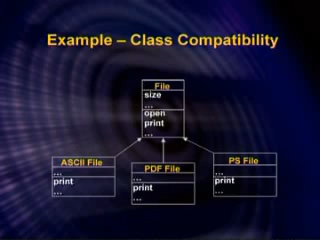 Example – Class Compatibility
File
size
...
open
print
...
ASCII File
...
print
...
PDF File
...
print
...
PS File
...
print
...